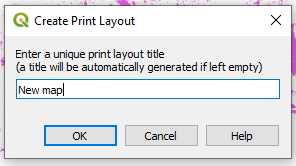 Create Print Layout
Enter a unique print layout title
(a title will be automatically generated if left empty)
New map
OK
Cancel
Help